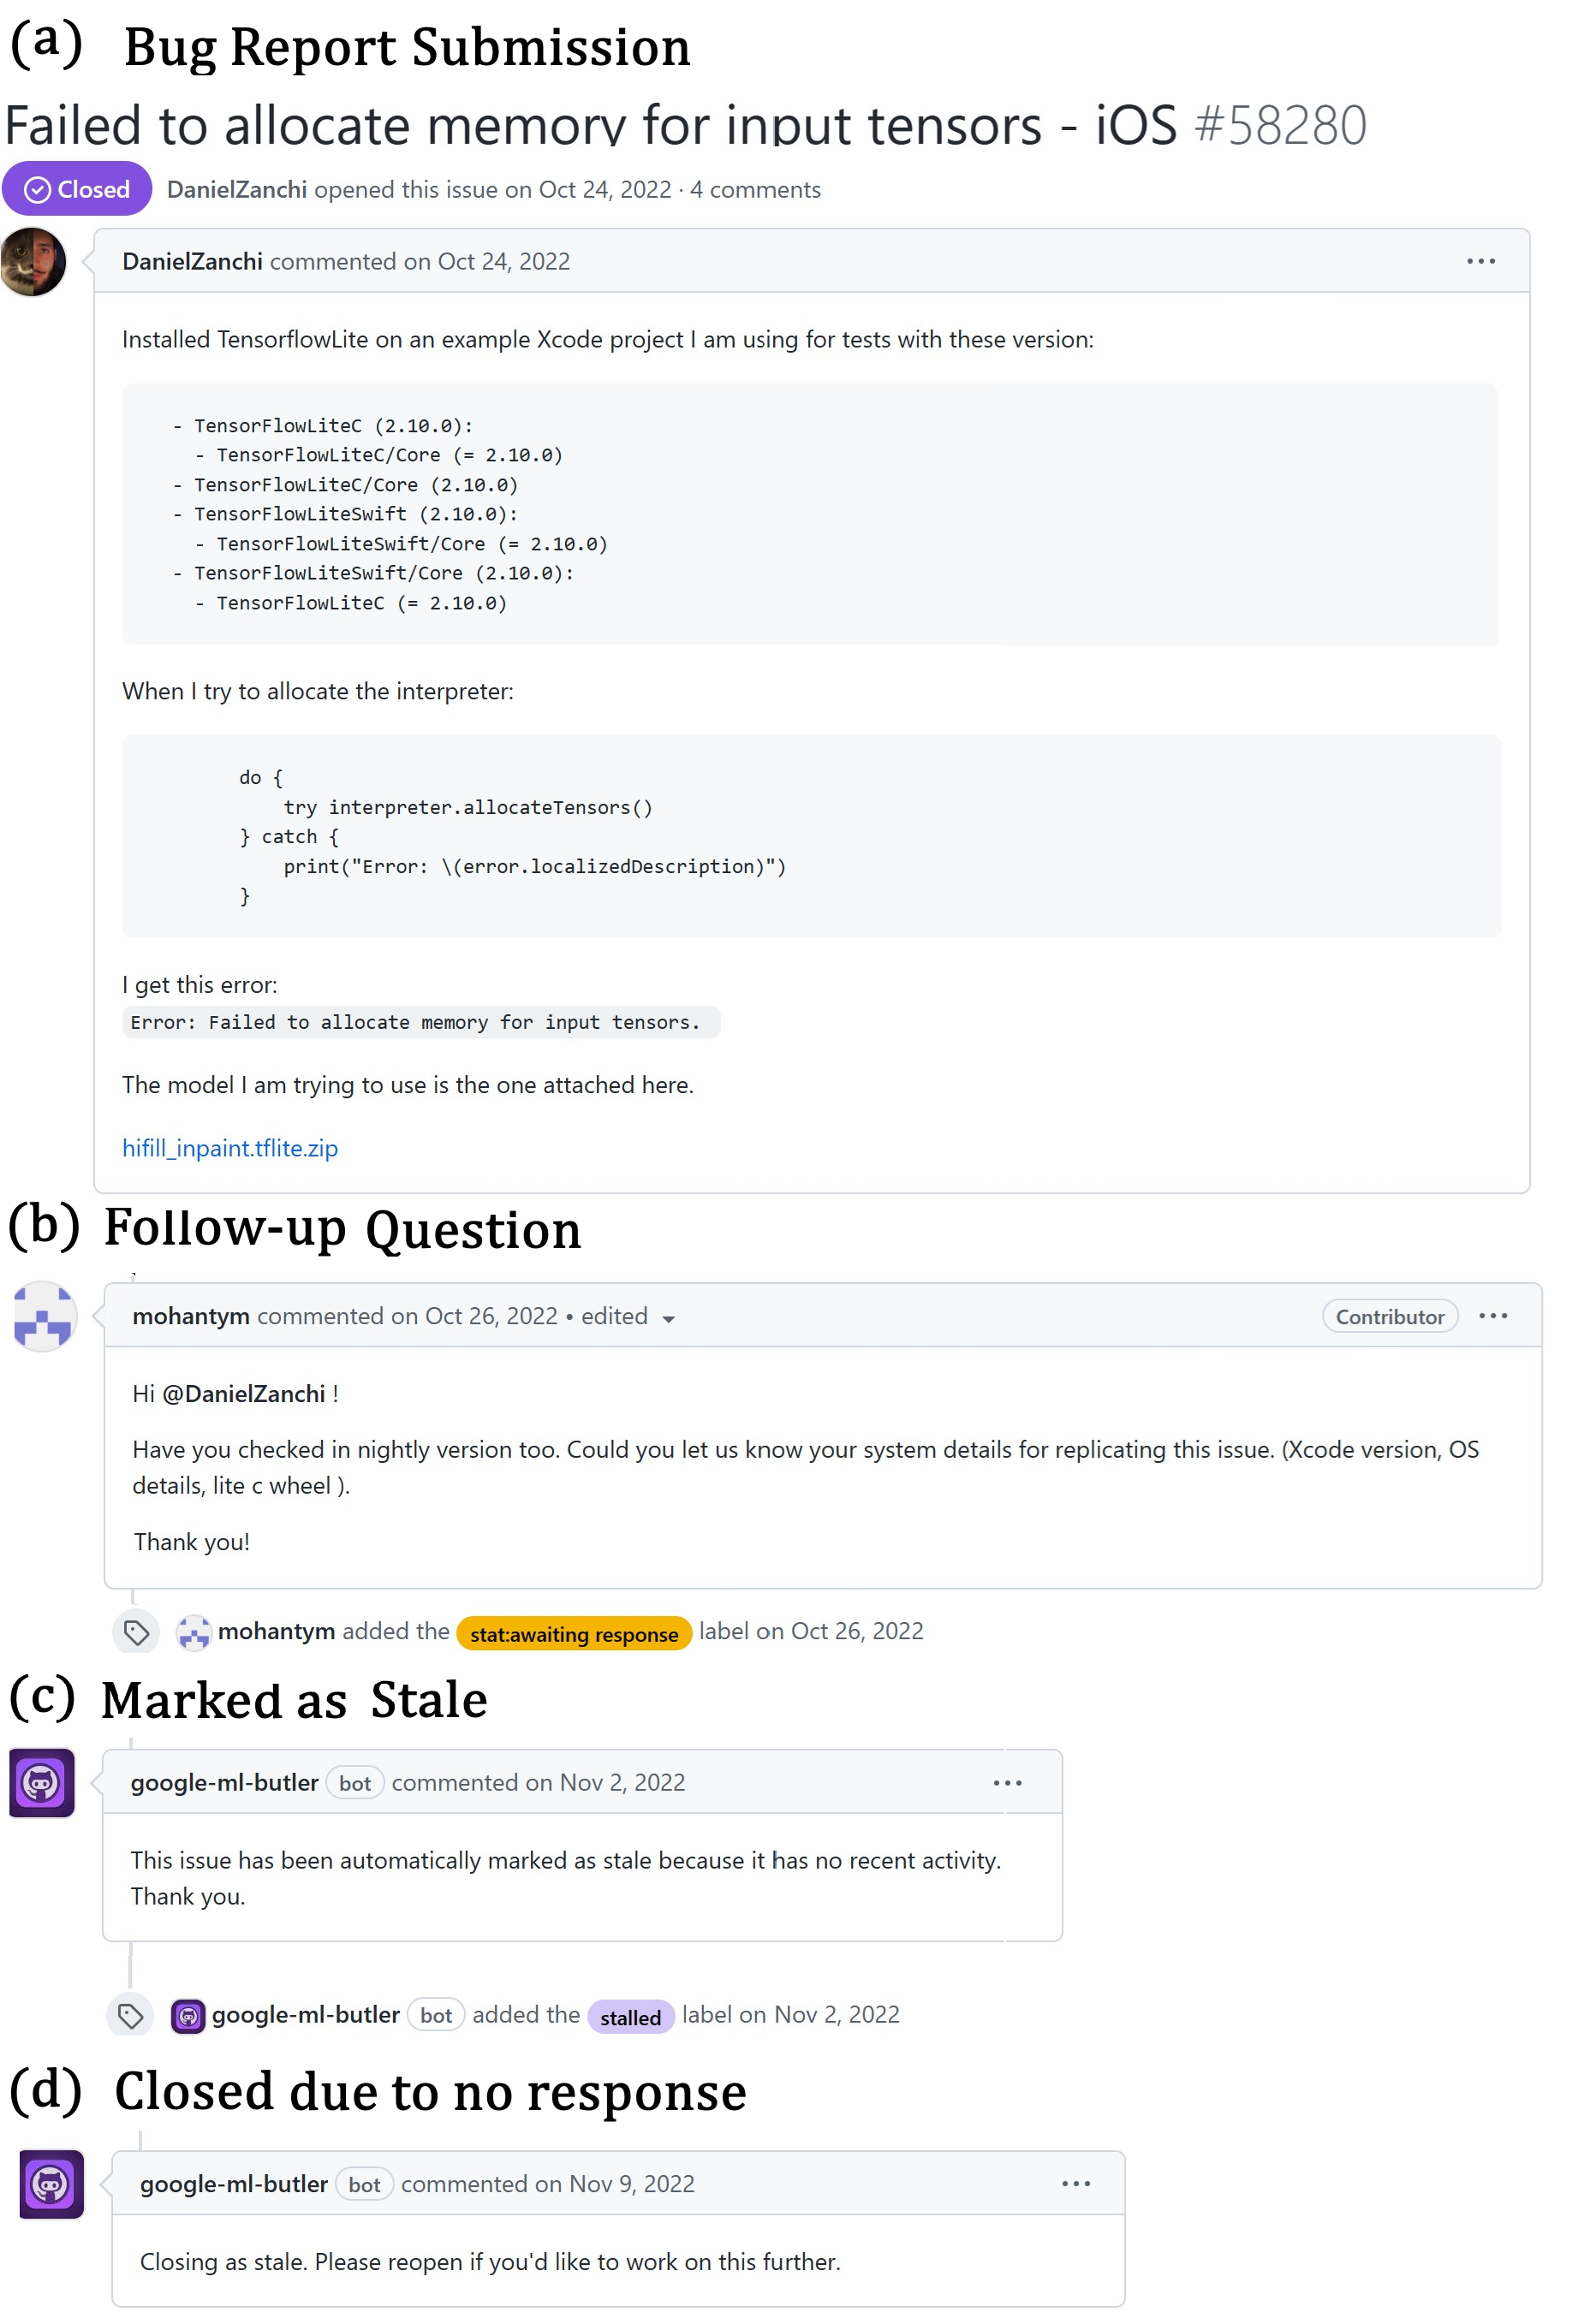 (a) Bug Report Submission
Failed to allocate memory for input tensors - iOS #58280
Closed DanielZanchi opened this issue on Oct 24, 2022 · 4 comments
DanielZanchi commented on Oct 24, 2022
Installed TensorflowLite on an example Xcode project I am using for tests with these version:
- TensorFlowLiteC (2.10.0):
- TensorFlowLiteC/Core (= 2.10.0)
- TensorFlowLiteC/Core (2.10.0)
- TensorFlowLiteSwift (2.10.0):
- TensorFlowLiteSwift/Core (= 2.10.0)
- TensorFlowLiteSwift/Core (2.10.0):
- TensorFlowLiteC (= 2.10.0)
When I try to allocate the interpreter:
do {
try interpreter.allocateTensors()
} catch {
print("Error: \(error.localizedDescription)")
}
I get this error:
Error: Failed to allocate memory for input tensors.
The model I am trying to use is the one attached here.
hifill_inpaint.tflite.zip
(b) Follow-up Question
mohantym commented on Oct 26, 2022 • edited Contributor
Hi @DanielZanchi !
Have you checked in nightly version too. Could you let us know your system details for replicating this issue. (Xcode version, OS
details, lite c wheel ).
Thank you!
mohantym added the stat:awaiting response label on Oct 26, 2022
(c) Marked as Stale
google-ml-butler bot commented on Nov 2, 2022
This issue has been automatically marked as stale because it has no recent activity.
Thank you.
google-ml-butler bot added the stalled label on Nov 2, 2022
(d) Closed due to no response
google-ml-butler bot commented on Nov 9, 2022
Closing as stale. Please reopen if you'd like to work on this further.